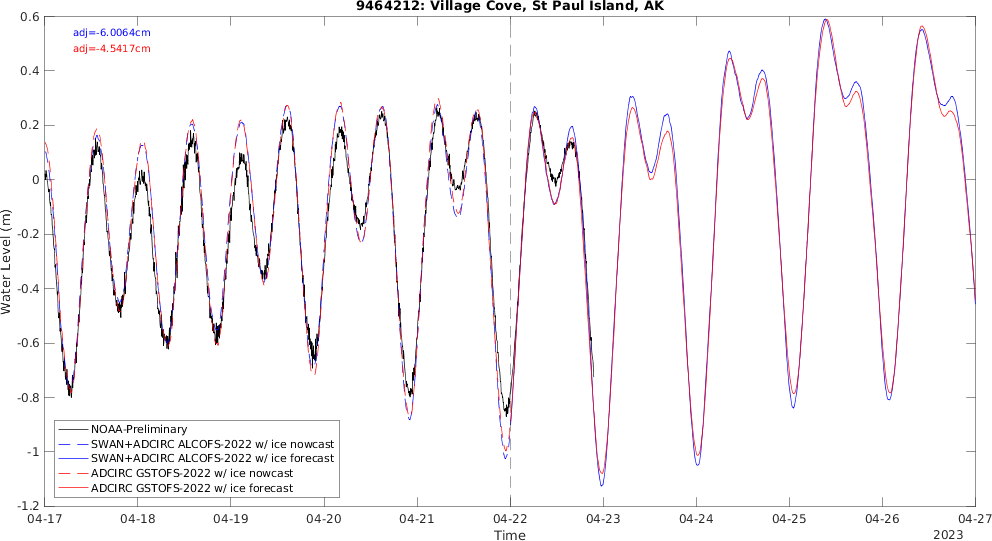 9464212: Village Cove, St Paul Island, AK
adj=-6.0064cm
adj=-4.5417cm
0.6
0.4
0.2
0
-0.2
-0.4
-0.6
-0.8
-1
-1.2
Water Level (m)
NOAA-Preliminary
SWAN+ADCIRC ALCOFS-2022 w/ ice nowcast
SWAN+ADCIRC ALCOFS-2022 w/ ice forecast
ADCIRC GSTOFS-2022 w/ ice nowcast
ADCIRC GSTOFS-2022 w/ ice forecast
04-17 04-18 04-19 04-20 04-21 04-22 04-23 04-24 04-25 04-26 04-27
Time
2023